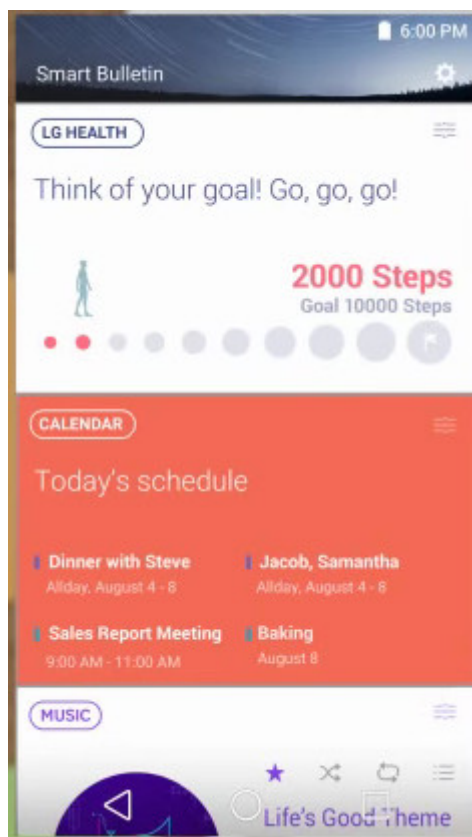 6:00 PM
Smart Bulletin
LG HEALTH
Think of your goal! Go, go, go!
2000 Steps
Goal 10000 Steps
CALENDAR
Today's schedule
Dinner with Steve
Allday, August 4 - 8
Jacob, Samantha
Allday, August 4 - 8
Sales Report Meeting
9:00 AM - 11:00 AM
Baking
August 8
MUSIC
Life's Good Theme